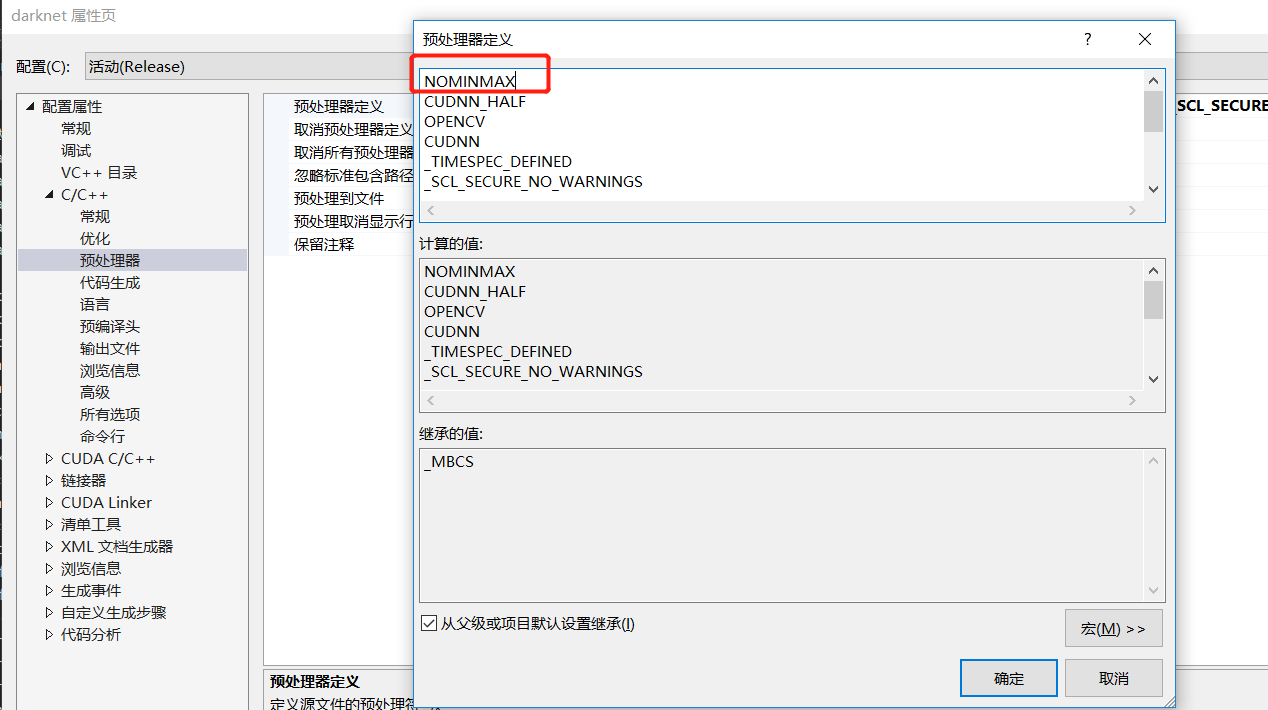 darknet 属性页
配置(C):
活动(Release)
配置属性
常规
调试
VC++ 目录
C/C++
常规
优化
预处理器
代码生成
语言
预编译头
输出文件
浏览信息
高级
所有选项
命令行
CUDA C/C++
链接器
CUDA Linker
清单工具
XML 文档生成器
浏览信息
生成事件
自定义生成步骤
代码分析
预处理器定义
取消预处理器定义
取消所有预处理器
忽略标准包含路径
预处理到文件
预处理取消显示行
保留注释
_SCL_SECURE
预处理器定义
定义源文件的预处理符
预处理器定义
?
NOMINMAX
CUDNN_HALF
OPENCV
CUDNN
_TIMESPEC_DEFINED
_SCL_SECURE_NO_WARNINGS
计算的值:
NOMINMAX
CUDNN_HALF
OPENCV
CUDNN
_TIMESPEC_DEFINED
_SCL_SECURE_NO_WARNINGS
继承的值:
_MBCS
从父级或项目默认设置继承(I)
宏(M) >>
确定
取消